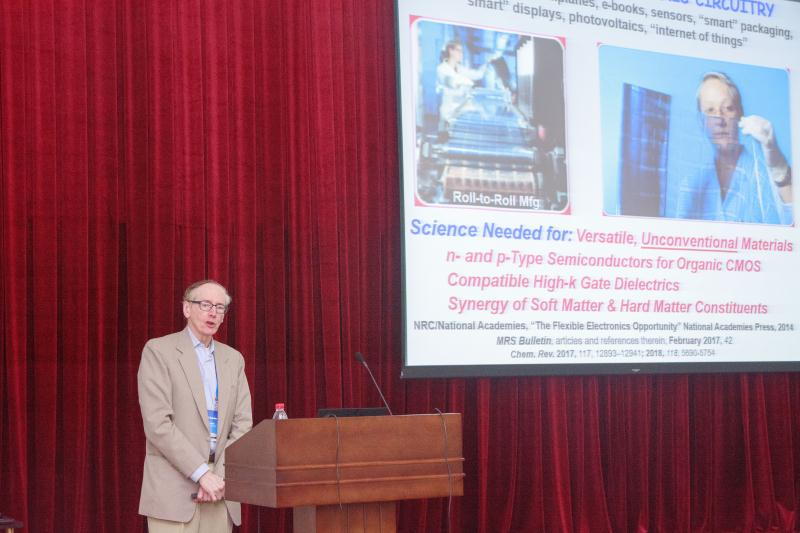 CIRCUITRY
e-books, sensors, "smart" packaging,
smart" displays, photovoltaics, "internet of things"
Roll-to-Roll Mfg
Science Needed for: Versatile, Unconventional Materials
n- and p-Type Semiconductors for Organic CMOS
Compatible High-k Gate Dielectrics
Synergy of Soft Matter & Hard Matter Constituents
NRC/National Academies, "The Flexible Electronics Opportunity" National Academies Press, 2014
MRS Bulletin, articles and references therein, February 2017, 42
Chem. Rev. 2017, 117, 12893–12941; 2018, 118, 5690-5754